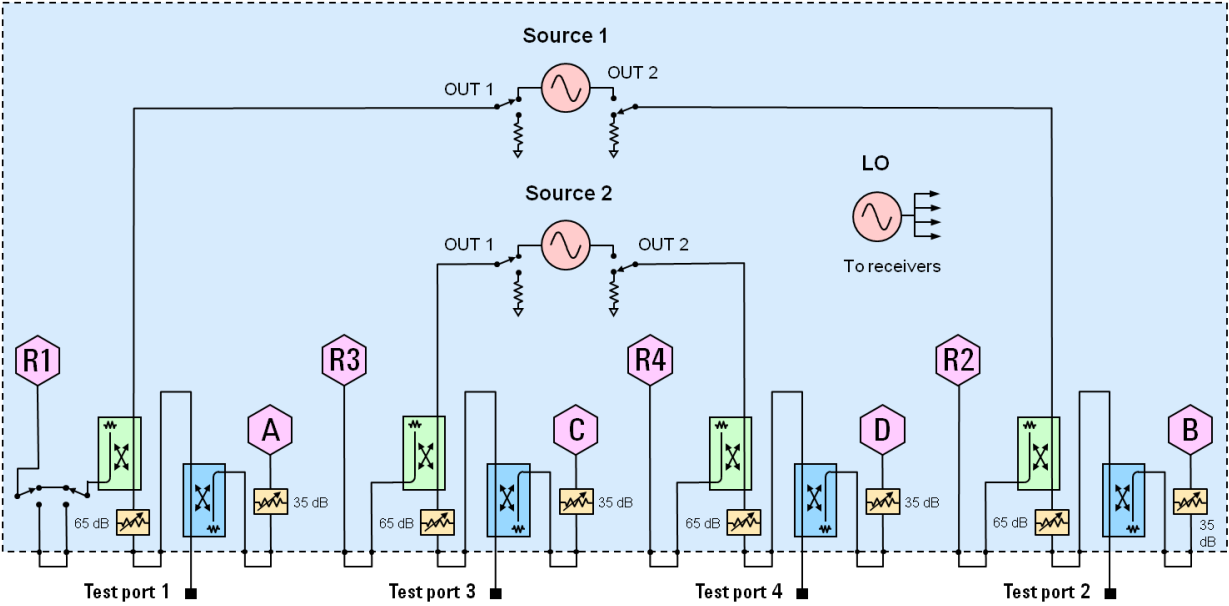 Source 1
OUT 1
OUT 2
LO
Source 2
OUT 1
OUT 2
To receivers
R1
R3
R4
R2
A
C
D
B
65 dB
35 dB
65 dB
35 dB
65 dB
35 dB
65 dB
35
dB
Test port 1
Test port 3
Test port 4
Test port 2